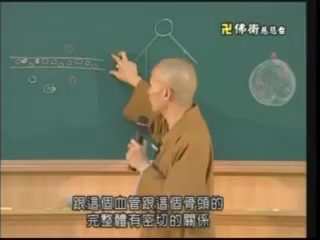 卍佛衛慈悲台
跟這個血管跟這個骨頭的
完整體有密切的關係